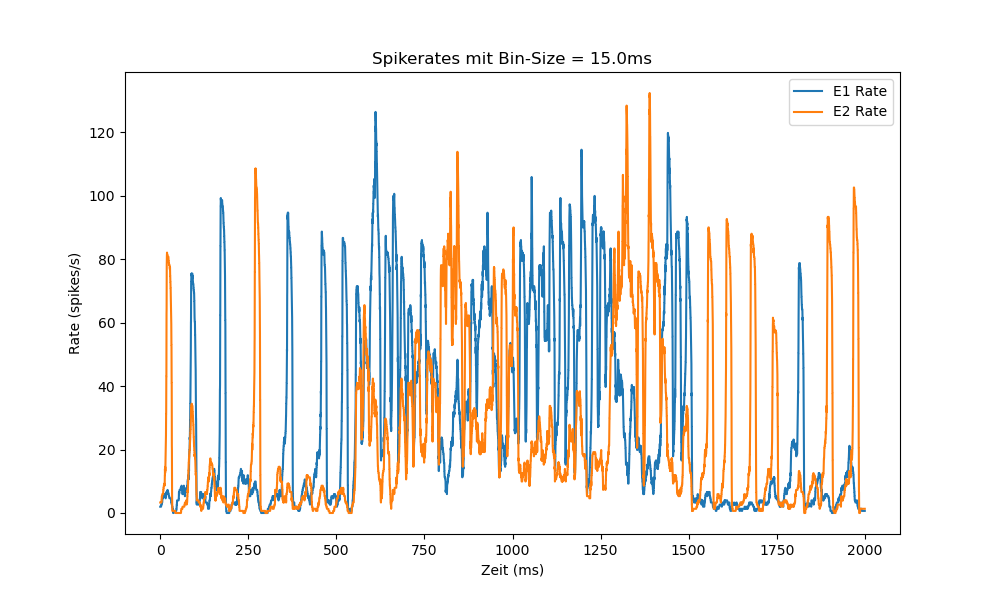 Spikerates mit Bin-Size = 15.0ms
E1 Rate
E2 Rate
Rate (spikes/s)
120
100
80
60
40
20
0
0 250 500 750 1000 1250 1500 1750 2000
Zeit (ms)